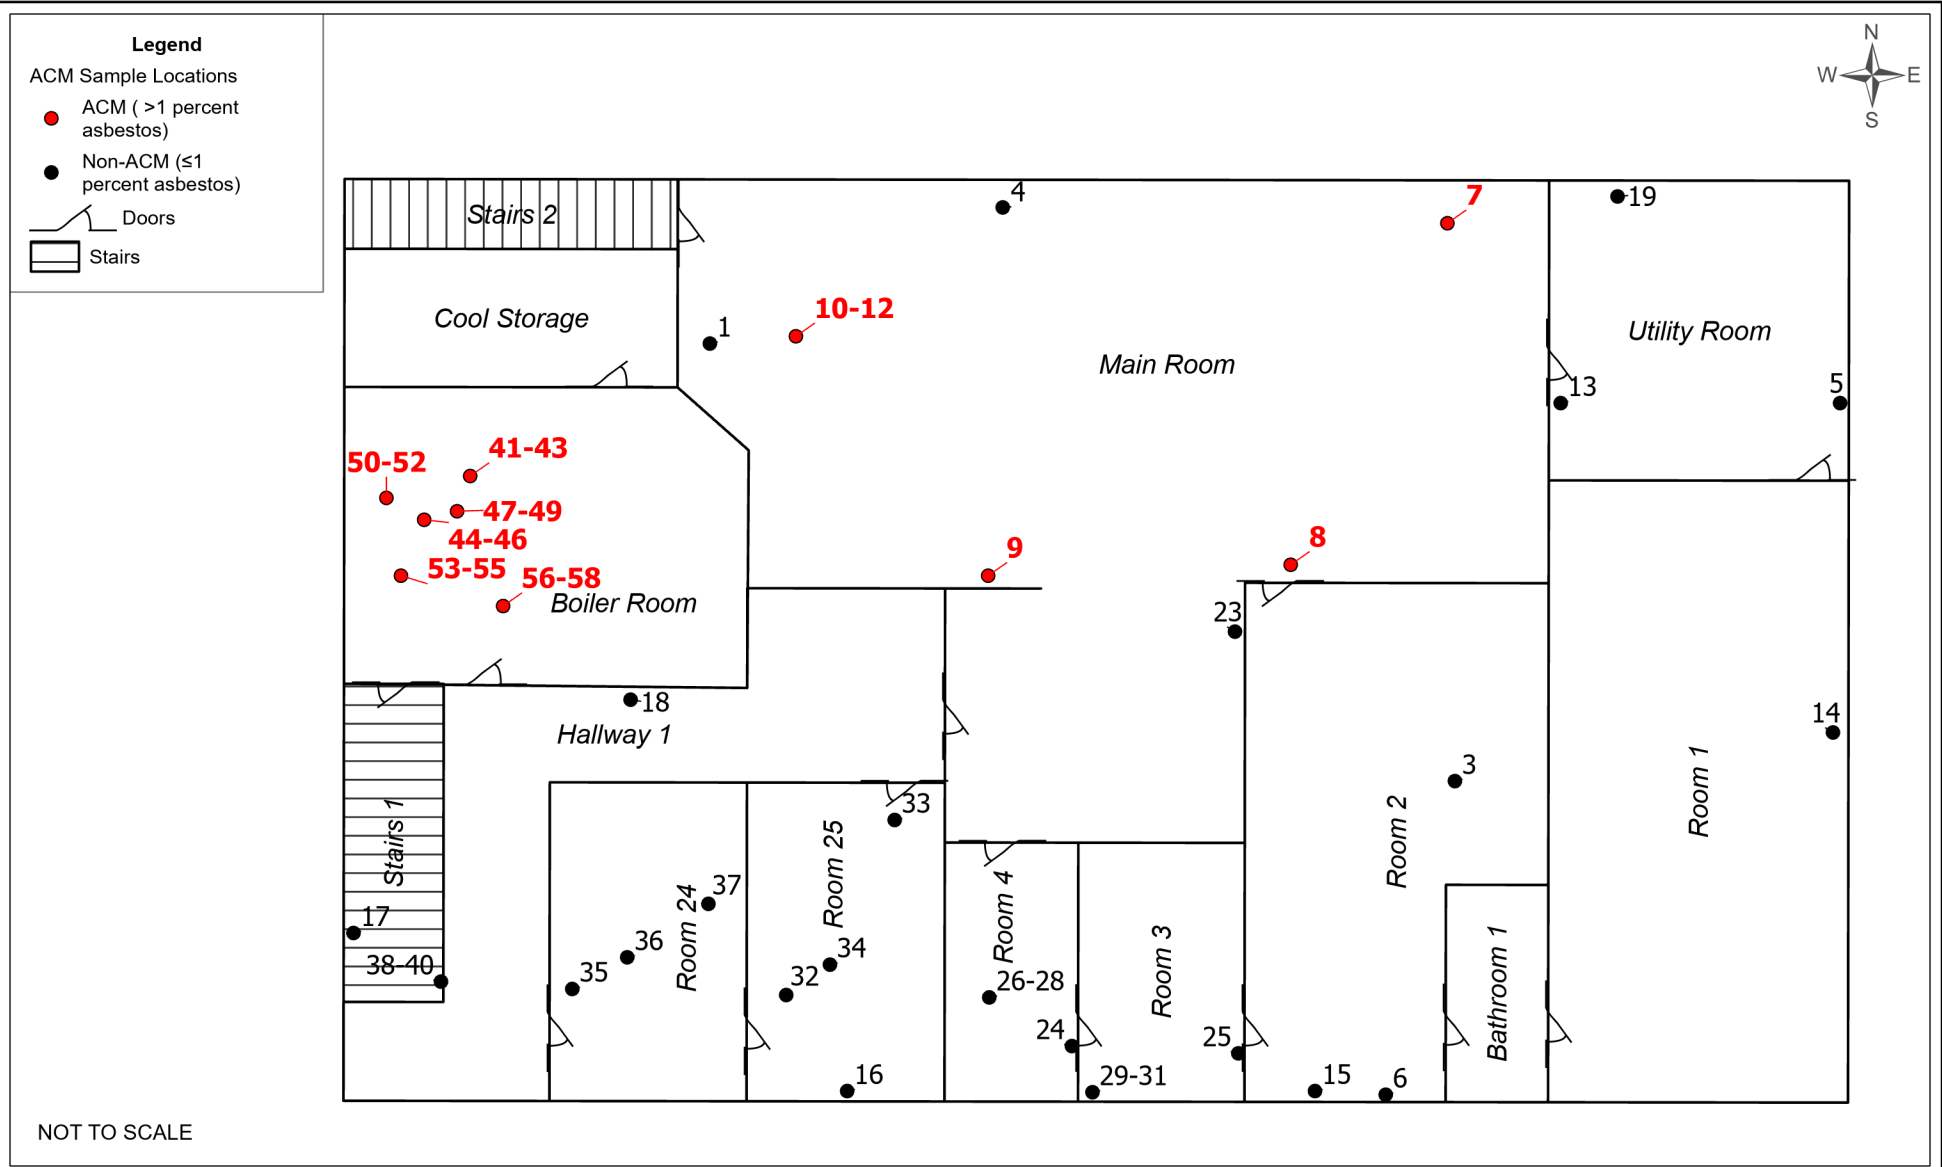 Legend
ACM Sample Locations
ACM ( >1 percent
asbestos)
Non-ACM (≤1
percent asbestos)
Doors
Stairs
N
W
E
S
Stairs 2
4
7
19
Cool Storage
1
10-12
Main Room
Utility Room
13
5
50-52
41-43
47-49
44-46
53-55
56-58
Boiler Room
9
8
23
18
Hallway 1
14
3
33
Stairs 1
Room 25
Room 2
Room 1
17
38-40
35
36
37
Room 24
32
34
Room 4
26-28
24
Room 3
25
Bathroom 1
16
29-31
15
6
NOT TO SCALE